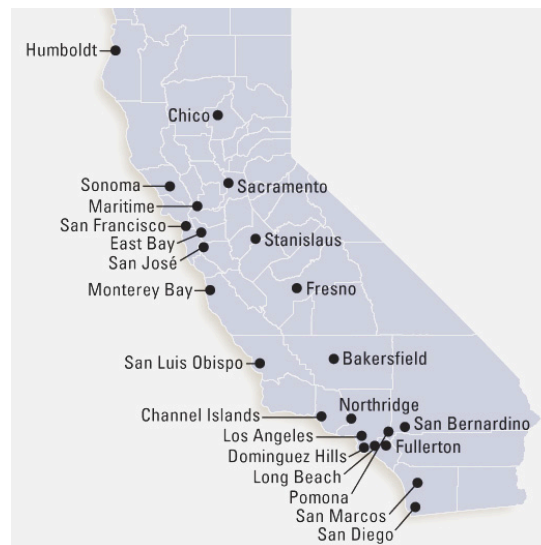 Humboldt
Chico
Sonoma
Sacramento
Maritime
San Francisco
East Bay
Stanislaus
San José
Monterey Bay
Fresno
San Luis Obispo
Bakersfield
Northridge
Channel Islands
San Bernardino
Los Angeles
Fullerton
Dominguez Hills
Long Beach
Pomona
San Marcos
San Diego